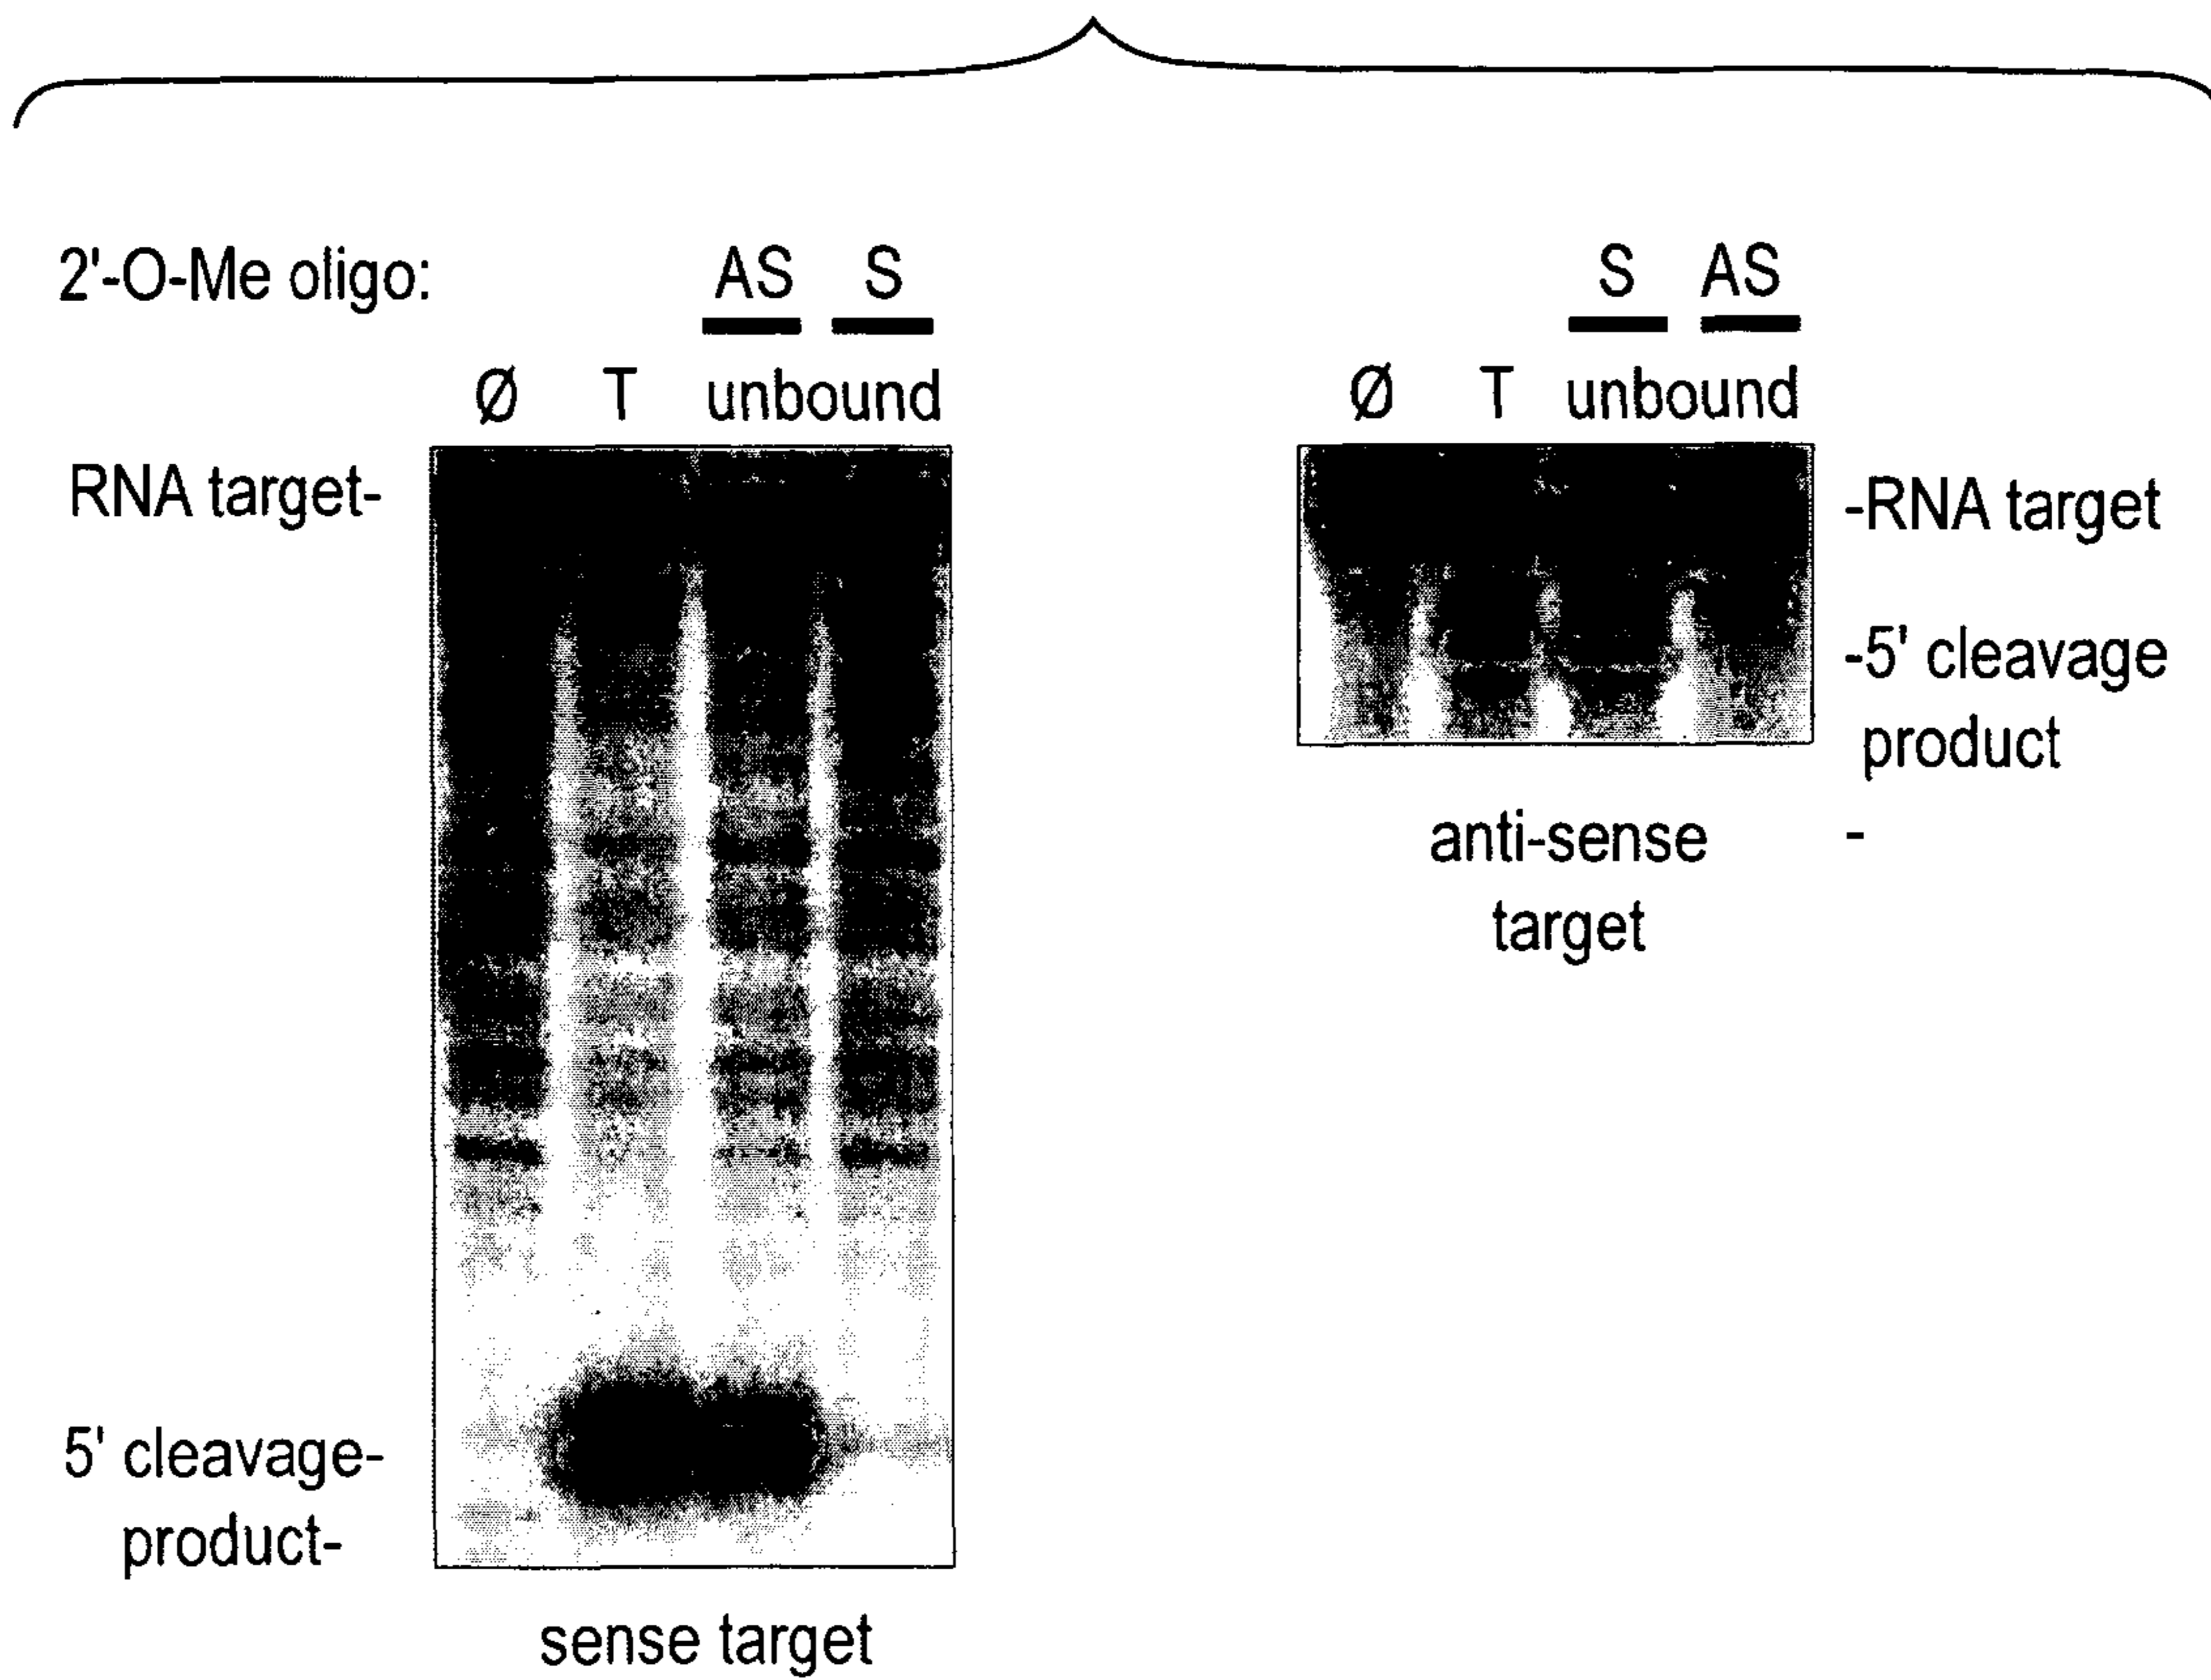 2'-O-Me oligo: AS S
Ø T unbound
RNA target-
5' cleavage-
product-
sense target
S AS
Ø T unbound
-RNA target
-5' cleavage
product
-
anti-sense
target